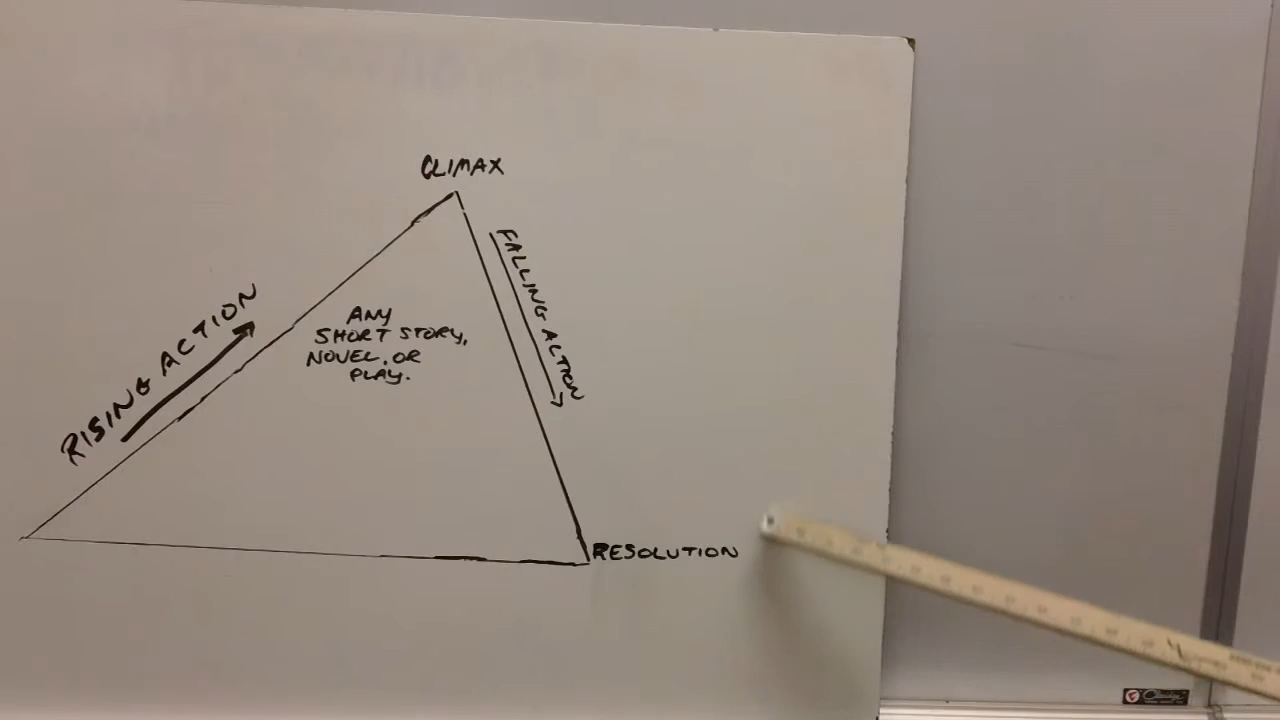 CLIMAX
RISING ACTION
FALLING ACTION
ANY
SHORT STORY,
NOVEL, OR
PLAY.
RESOLUTION